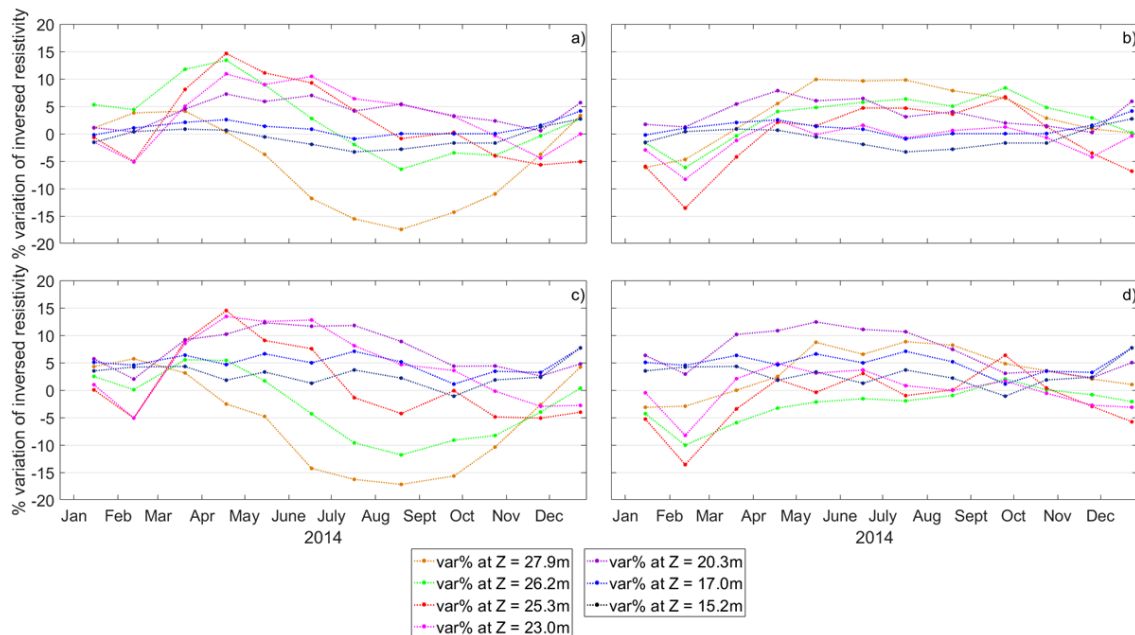 % variation of inversed resistivity
20
15
10
5
0
-5
-10
-15
-20
a)
b)
% variation of inversed resistivity
20
15
10
5
0
-5
-10
-15
-20
c)
d)
Jan Feb Mar Apr May June July Aug Sept Oct Nov Dec
Jan Feb Mar Apr May June July Aug Sept Oct Nov Dec
2014
2014
var% at Z = 27.9m
var% at Z = 26.2m
var% at Z = 25.3m
var% at Z = 23.0m
var% at Z = 20.3m
var% at Z = 17.0m
var% at Z = 15.2m